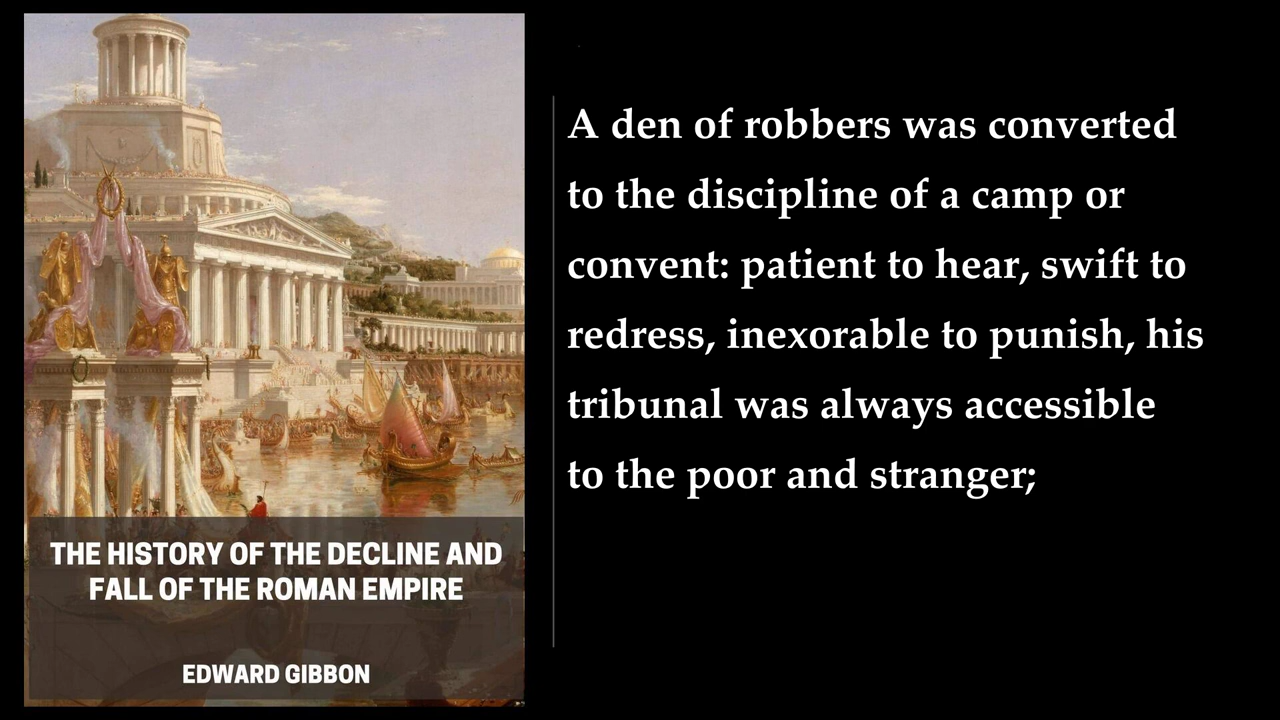 A den of robbers was converted
to the discipline of a camp or
convent: patient to hear, swift to
redress, inexorable to punish, his
tribunal was always accessible
to the poor and stranger;
THE HISTORY OF THE DECLINE AND
FALL OF THE ROMAN EMPIRE
EDWARD GIBBON